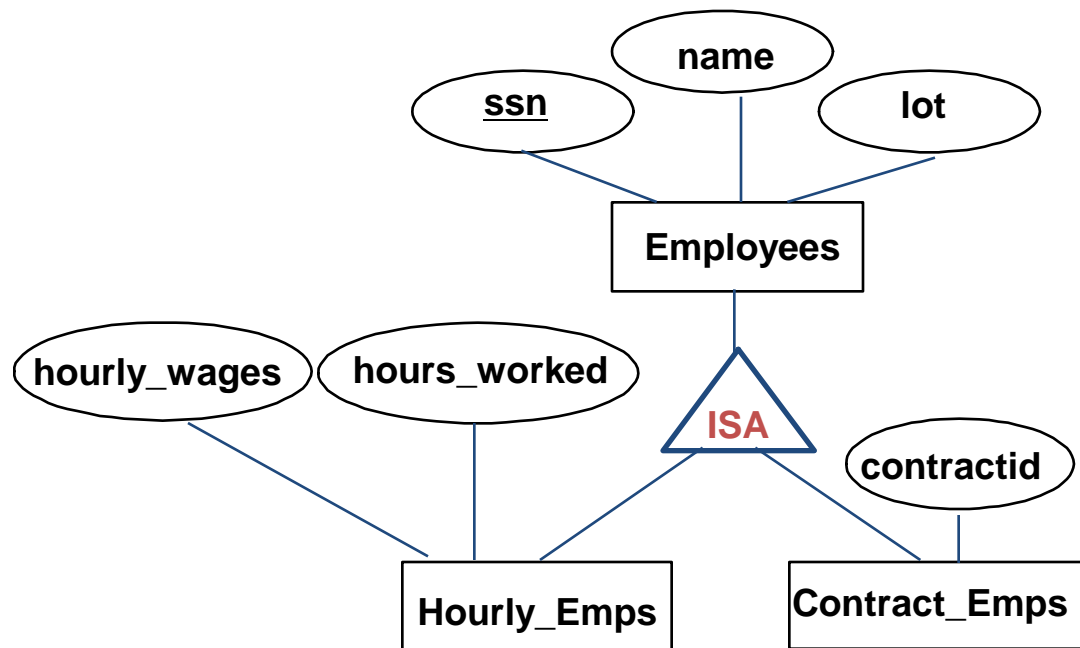 name
ssn
lot
Employees
hourly_wages
hours_worked
ISA
contractid
Hourly_Emps
Contract_Emps